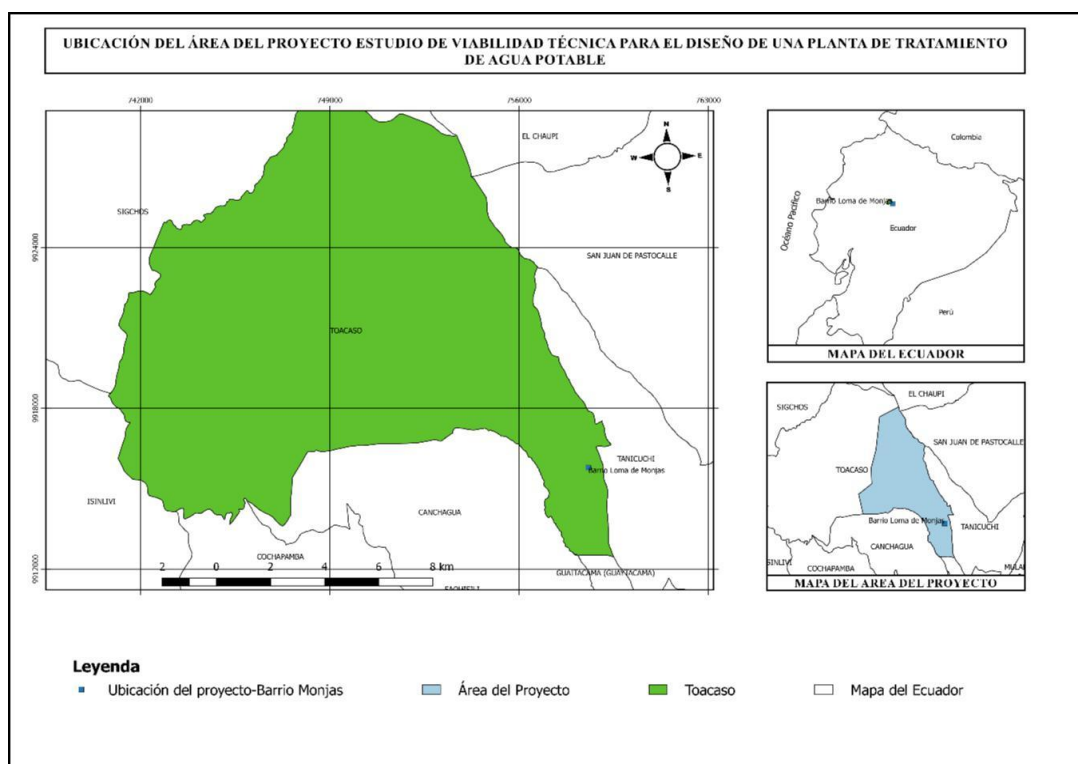 UBICACIÓN DEL ÁREA DEL PROYECTO ESTUDIO DE VIABILIDAD TÉCNICA PARA EL DISEÑO DE UNA PLANTA DE TRATAMIENTO
DE AGUA POTABLE
742000 749000 756000 763000
9924000
9918000
9912000
EL CHAUPI
N
W E
S
SIGCHOS
SAN JUAN DE PASTOCALLE
TOACASO
TANICUCHI
Barrio Loma de Monjas
ISINLIVI
CANCHAGUA
COCHAPAMBA
GUAITACAMA (GUAYTACAMA)
2 0 2 4 6 8 km
Colombia
Océano Pacífico
Barrio Loma de Monjas
Ecuador
Perú
MAPA DEL ECUADOR
EL CHAUPI
SIGCHOS
SAN JUAN DE PASTOCALLE
TOACASO
Barrio Loma de Monjas
TANICUCHI
CANCHAGUA
SINLIVI
COCHAPAMBA
MULA
MAPA DEL AREA DEL PROYECTO
Leyenda
Ubicación del proyecto-Barrio Monjas
Área del Proyecto
Toacaso
Mapa del Ecuador